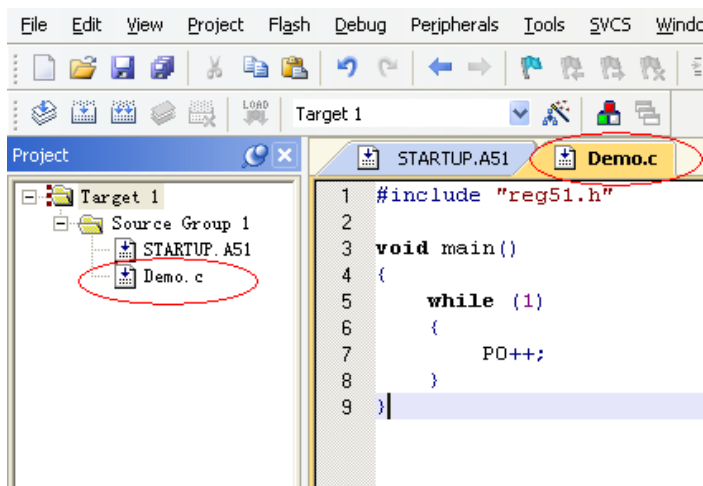 File Edit View Project Flash Debug Peripherals Tools SVCS Windo
LOAD Target 1
Project
STARTUP.A51 Demo.c
Target 1
Source Group 1
STARTUP.A51
Demo.c
1 #include "reg51.h"
2
3 void main()
4 {
5 while (1)
6 {
7 P0++;
8 }
9 }